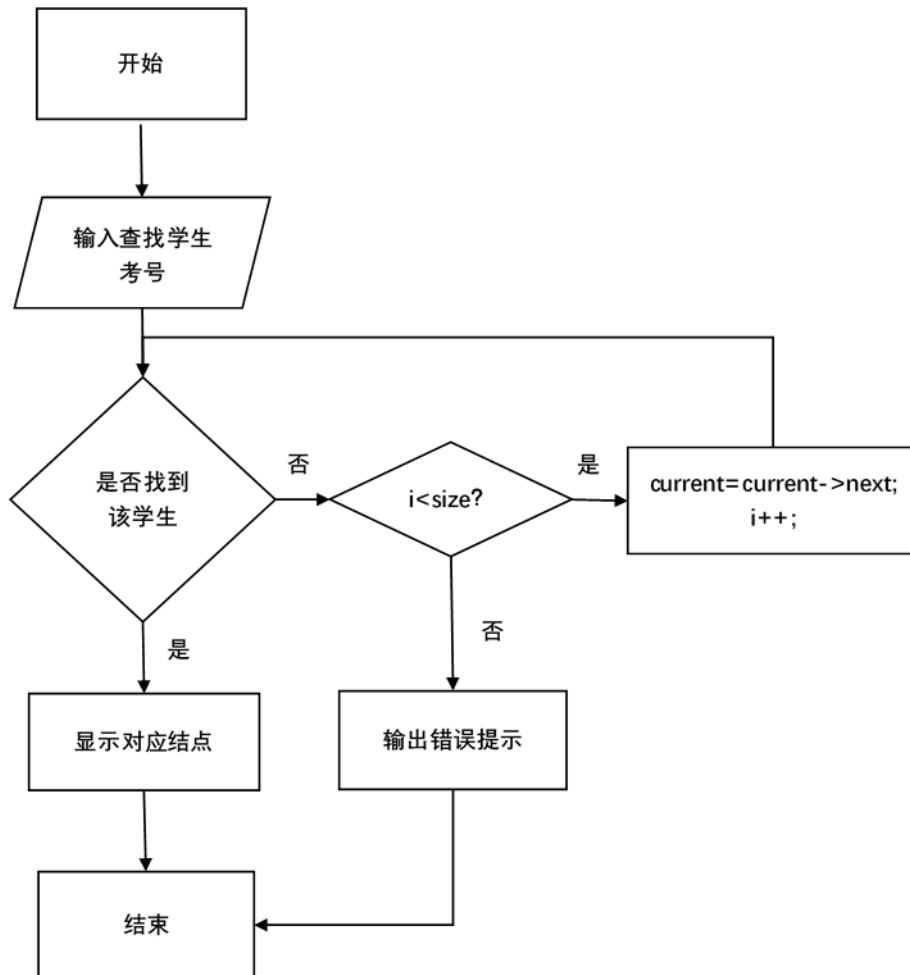 开始
输入查找学生
考号
是否找到
该学生
否
i<size?
是
current=current->next;
i++;
是
否
显示对应结点
输出错误提示
结束